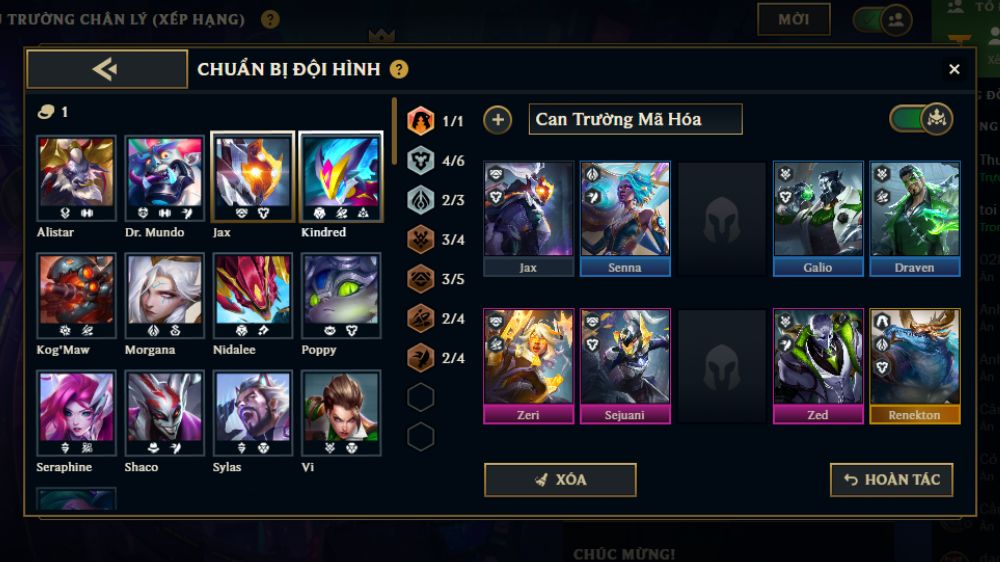 TRƯỜNG CHÂN LÝ (XẾP HẠNG) ?
MỜI
CHUẨN BỊ ĐỘI HÌNH ?
1
Alistar
Dr. Mundo
Jax
Kindred
Kog'Maw
Morgana
Nidalee
Poppy
Seraphine
Shaco
Sylas
Vi
1/1
4/6
2/3
3/4
3/5
2/4
2/4
Can Trường Mã Hóa
Jax
Senna
Galio
Draven
Zeri
Sejuani
Zed
Renekton
XÓA
HOÀN TÁC
CHÚC MỪNG!